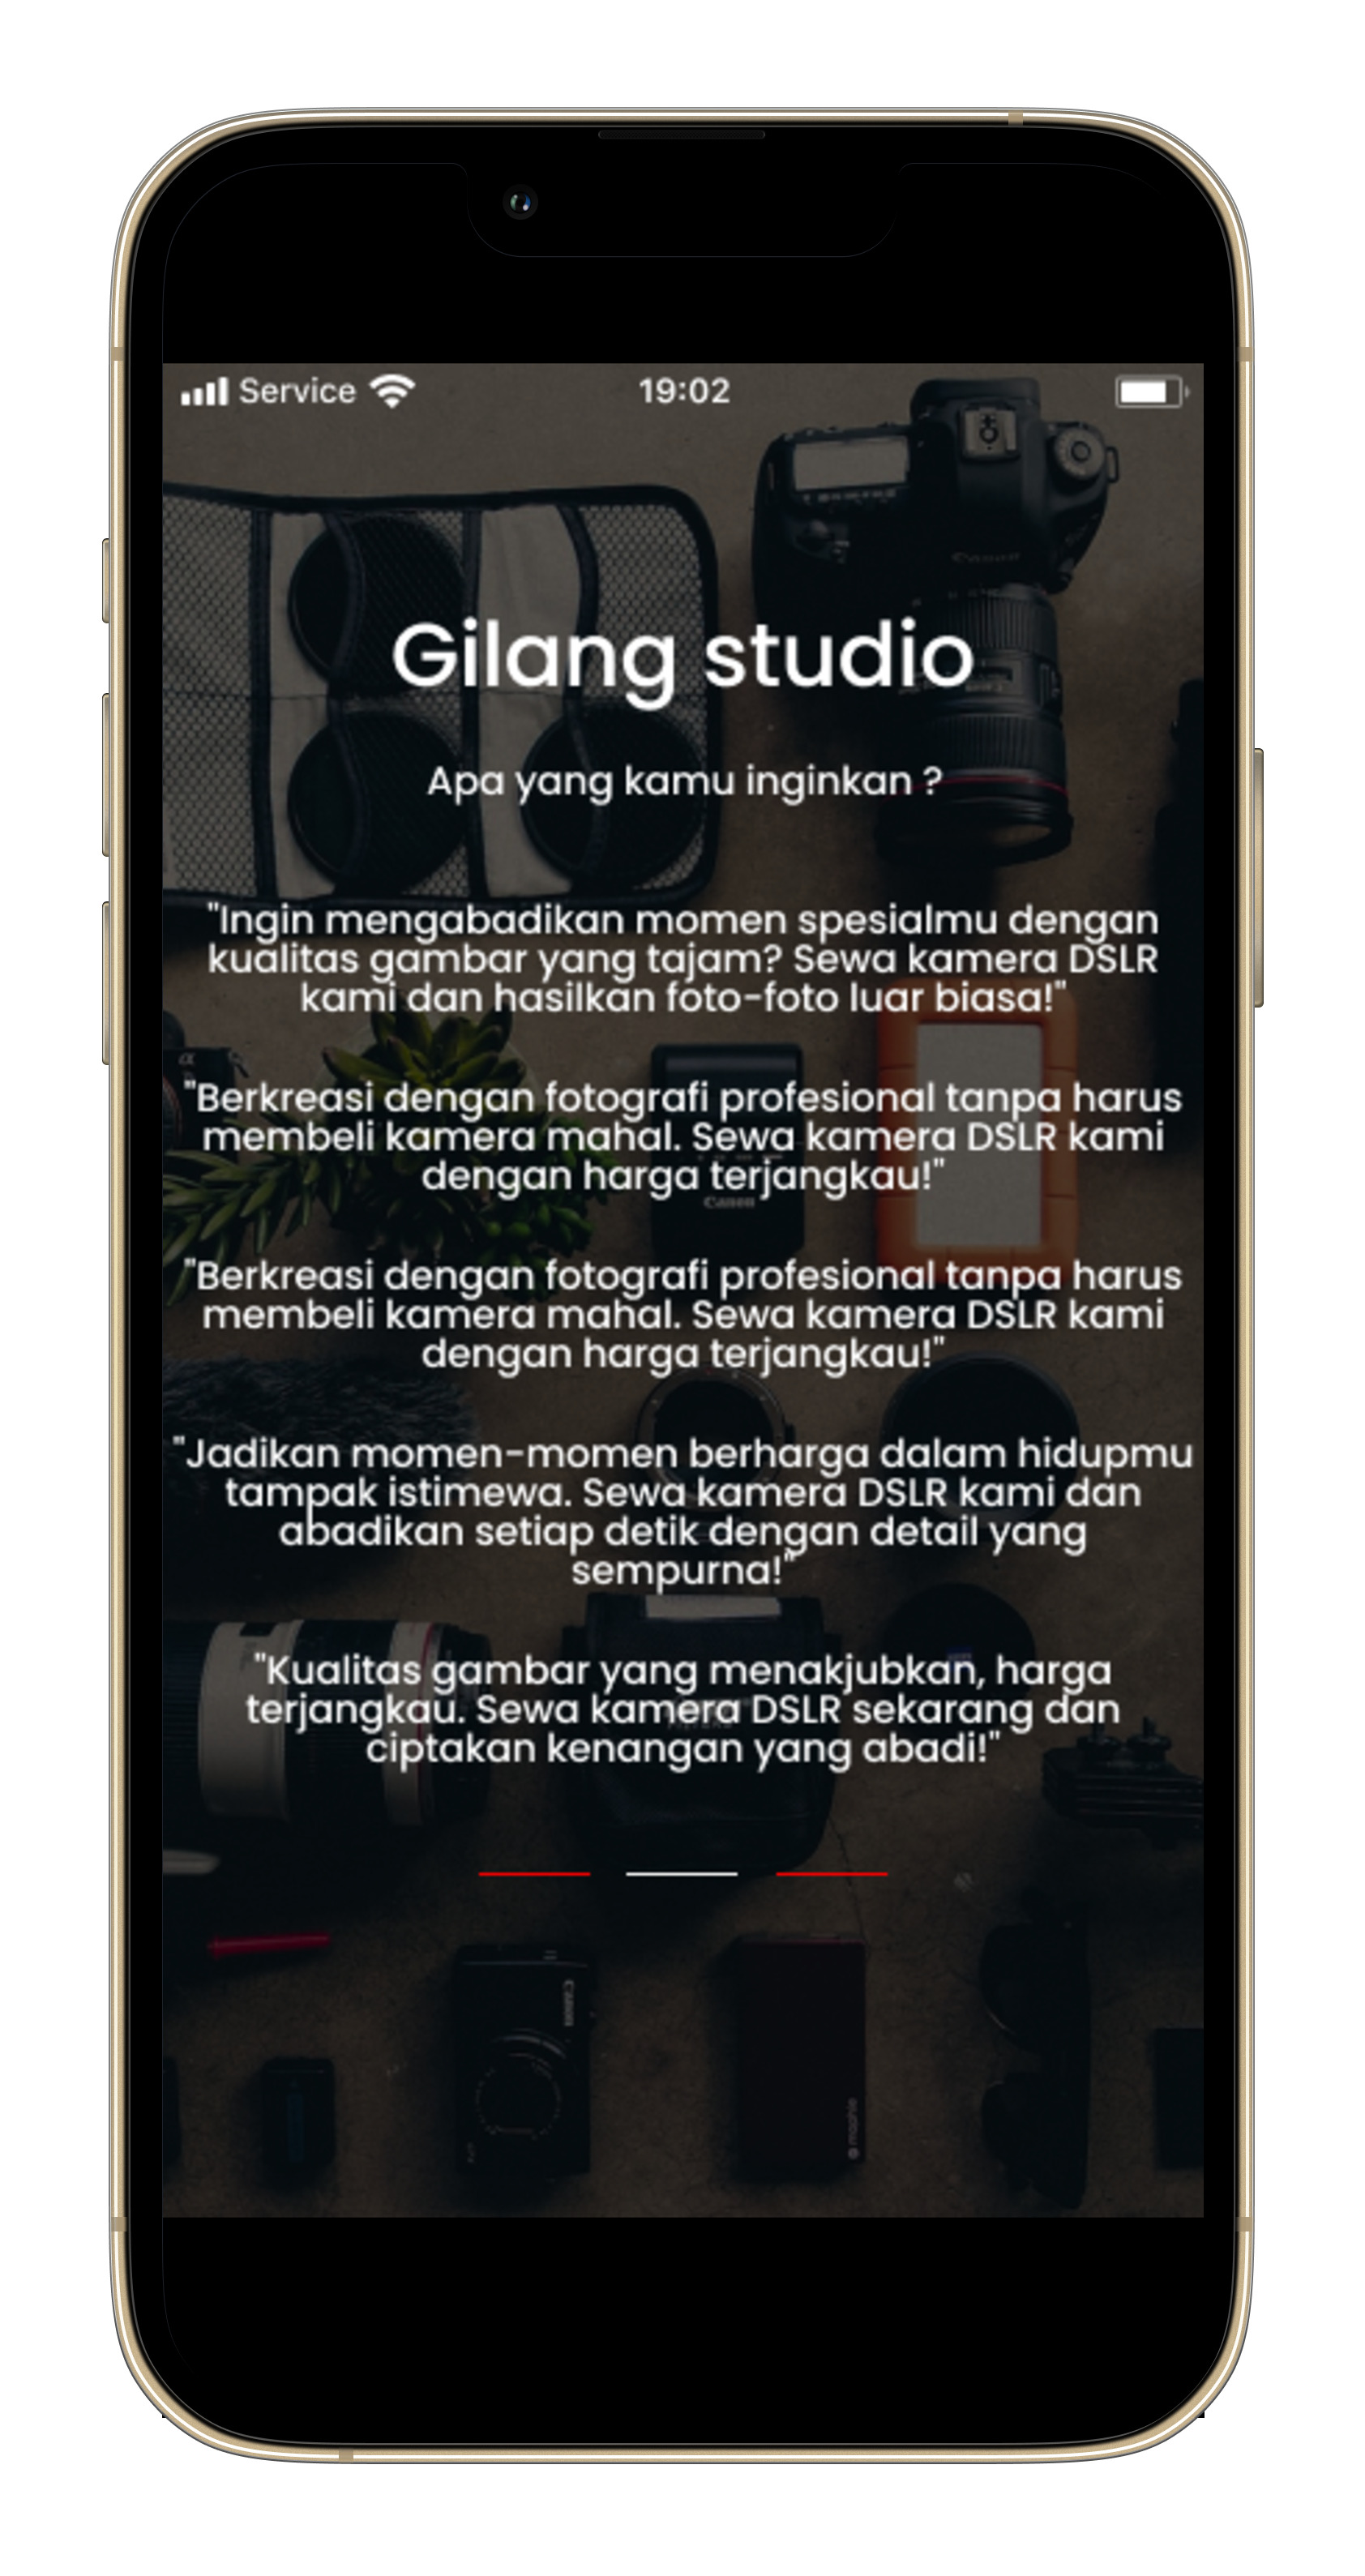 Service 19:02
Canon
Gilang studio
Apa yang kamu inginkan ?
"Ingin mengabadikan momen spesialmu dengan
kualitas gambar yang tajam? Sewa kamera DSLR
kami dan hasilkan foto-foto luar biasa!"
α
"Berkreasi dengan fotografi profesional tanpa harus
membeli kamera mahal. Sewa kamera DSLR kami
dengan harga terjangkau!"
Canon
"Berkreasi dengan fotografi profesional tanpa harus
membeli kamera mahal. Sewa kamera DSLR kami
dengan harga terjangkau!"
"Jadikan momen-momen berharga dalam hidupmu
tampak istimewa. Sewa kamera DSLR kami dan
abadikan setiap detik dengan detail yang
sempurna!"
"Kualitas gambar yang menakjubkan, harga
terjangkau. Sewa kamera DSLR sekarang dan
ciptakan kenangan yang abadi!"
Canon
mophie